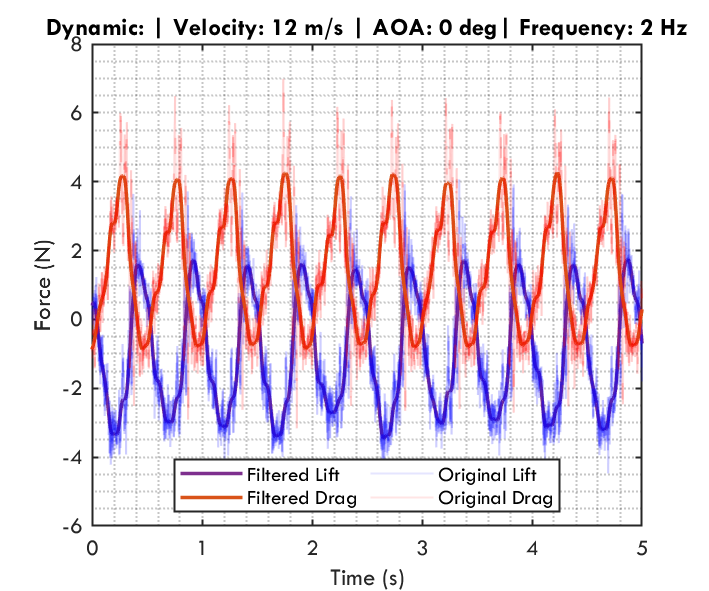 Dynamic: | Velocity: 12 m/s | AOA: 0 deg| Frequency: 2 Hz
8
6
4
2
0
-2
-4
-6
Force (N)
Filtered Lift Original Lift
Filtered Drag Original Drag
0 1 2 3 4 5
Time (s)